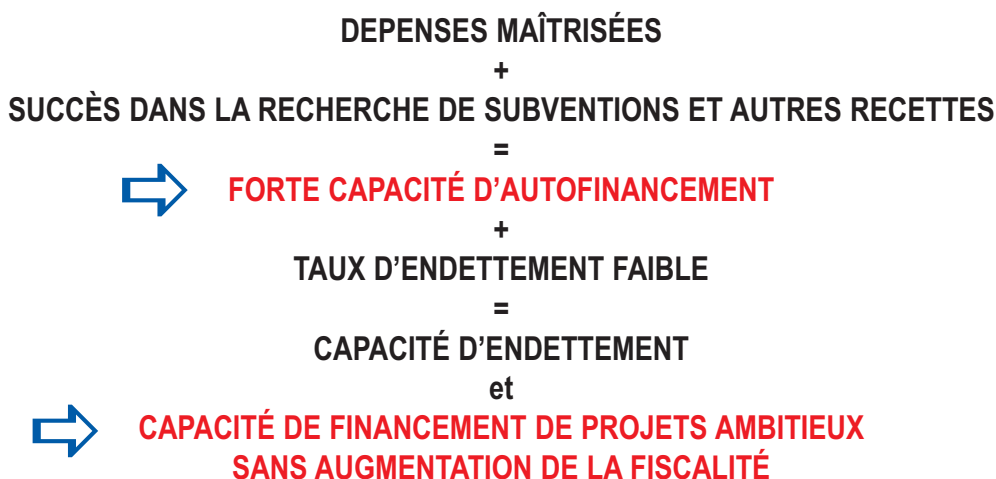 DEPENSES MAÎTRISÉES
+
SUCCÈS DANS LA RECHERCHE DE SUBVENTIONS ET AUTRES RECETTES
=
FORTE CAPACITÉ D’AUTOFINANCEMENT
+
TAUX D’ENDETTEMENT FAIBLE
=
CAPACITÉ D’ENDETTEMENT
et
CAPACITÉ DE FINANCEMENT DE PROJETS AMBITIEUX
SANS AUGMENTATION DE LA FISCALITÉ